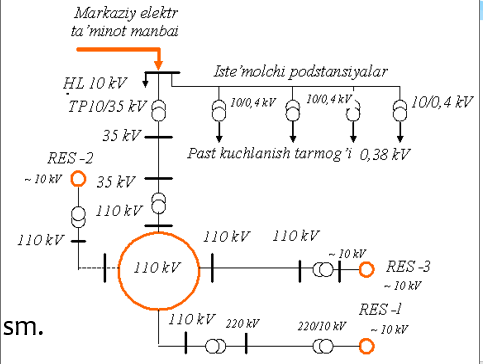 Markaziy elektr
ta’minot manbai
HL 10 kV
Iste’molchi podstansiyalar
TP10/35 kV
10/0,4 kV
10/0,4 kV
10/0,4 kV
35 kV
Past kuchlanish tarmog’i 0,38 kV
RES-2
~ 10 kV
35 kV
110 kV
110 kV
110 kV
110 kV
110 kV
~ 10 kV
RES-3
~ 10 kV
sm.
110 kV
220 kV
220/10 kV
RES-1
~ 10 kV